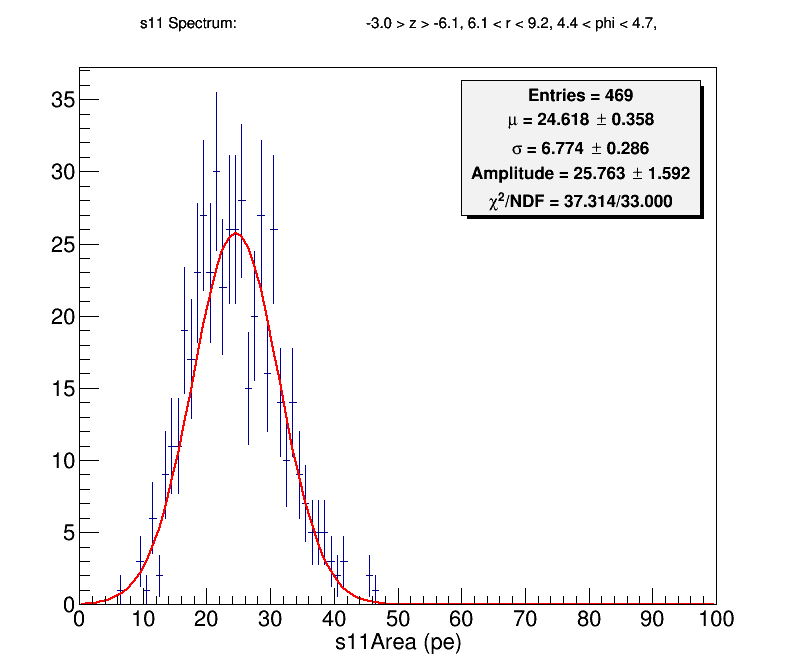 s11 Spectrum: -3.0 > z > -6.1, 6.1 < r < 9.2, 4.4 < phi < 4.7,
Entries = 469
μ = 24.618 ± 0.358
σ = 6.774 ± 0.286
Amplitude = 25.763 ± 1.592
χ²/NDF = 37.314/33.000
35
30
25
20
15
10
5
0
0 10 20 30 40 50 60 70 80 90 100
s11Area (pe)